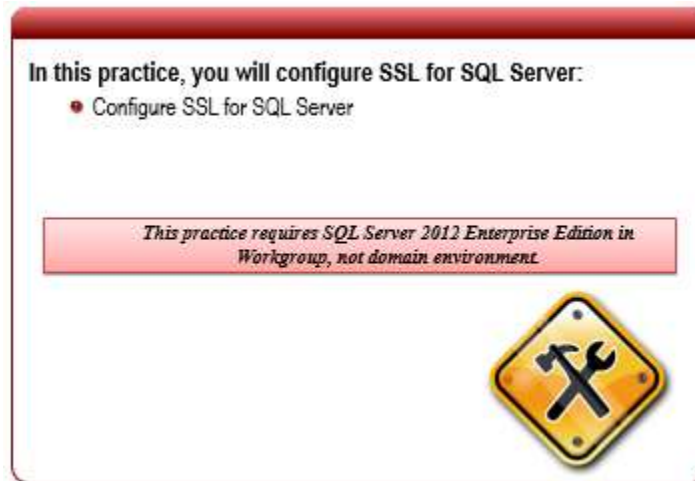 In this practice, you will configure SSL for SQL Server:
Configure SSL for SQL Server
This practice requires SQL Server 2012 Enterprise Edition in
Workgroup, not domain environment.